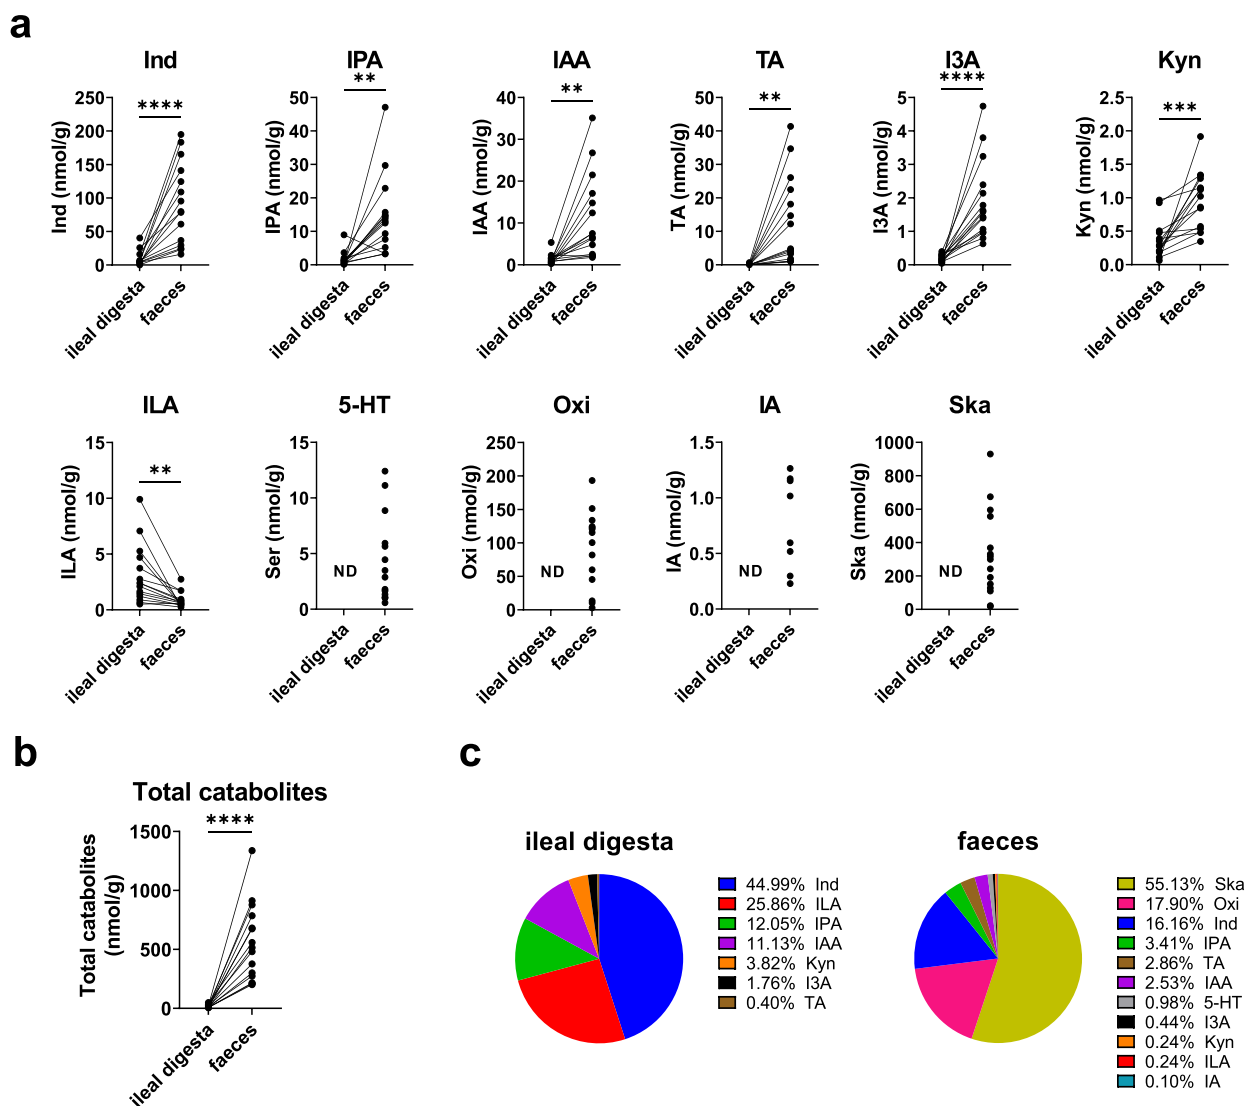 a
Ind
IPA
IAA
TA
I3A
Kyn
****
**
**
**
****
***
Ind (nmol/g)
250
200
150
100
50
0
ileal digesta
faeces
IPA (nmol/g)
50
40
30
20
10
0
ileal digesta
faeces
IAA (nmol/g)
40
30
20
10
0
ileal digesta
faeces
TA (nmol/g)
50
40
30
20
10
0
ileal digesta
faeces
I3A (nmol/g)
5
4
3
2
1
0
ileal digesta
faeces
Kyn (nmol/g)
2.5
2.0
1.5
1.0
0.5
0.0
ileal digesta
faeces
ILA
5-HT
Oxi
IA
Ska
**
ILA (nmol/g)
15
10
5
0
ileal digesta
faeces
Ser (nmol/g)
15
10
5
0
ND
ileal digesta
faeces
Oxi (nmol/g)
250
200
150
100
50
0
ND
ileal digesta
faeces
IA (nmol/g)
1.5
1.0
0.5
0.0
ND
ileal digesta
faeces
Ska (nmol/g)
1000
800
600
400
200
0
ND
ileal digesta
faeces
b
Total catabolites
****
Total catabolites
(nmol/g)
1500
1000
500
0
ileal digesta
faeces
c
ileal digesta
44.99% Ind
25.86% ILA
12.05% IPA
11.13% IAA
3.82% Kyn
1.76% I3A
0.40% TA
faeces
55.13% Ska
17.90% Oxi
16.16% Ind
3.41% IPA
2.86% TA
2.53% IAA
0.98% 5-HT
0.44% I3A
0.24% Kyn
0.24% ILA
0.10% IA